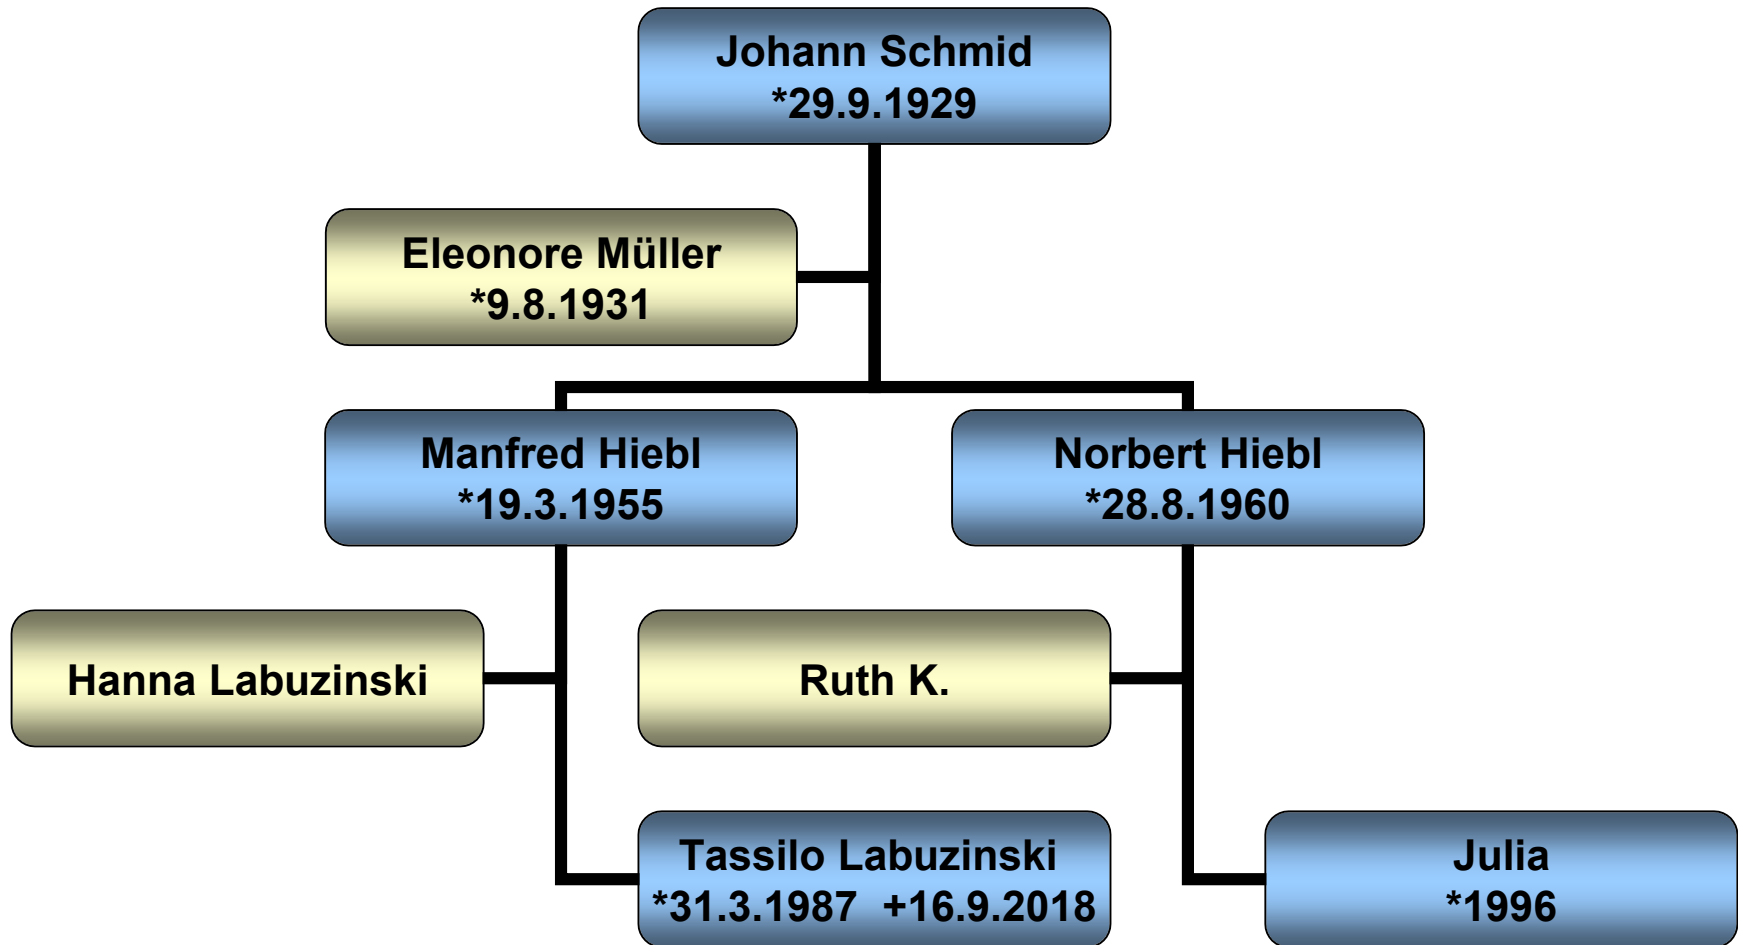 Johann Schmid
*29.9.1929
Eleonore Müller
*9.8.1931
Manfred Hiebl
*19.3.1955
Norbert Hiebl
*28.8.1960
Hanna Labuzinski
Ruth K.
Tassilo Labuzinski
*31.3.1987  +16.9.2018
Julia
*1996